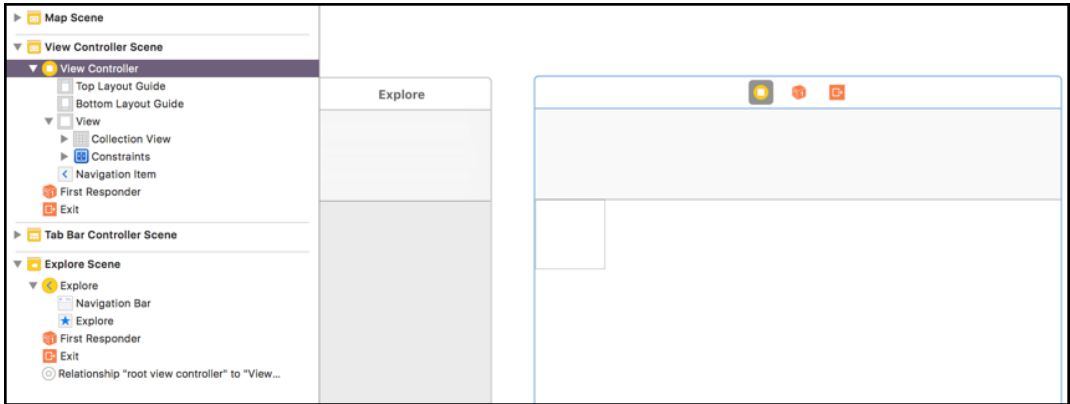 Map Scene
View Controller Scene
View Controller
Top Layout Guide
Bottom Layout Guide
View
Collection View
Constraints
Navigation Item
First Responder
Exit
Tab Bar Controller Scene
Explore Scene
Explore
Navigation Bar
Explore
First Responder
Exit
Relationship "root view controller" to "View...
Explore